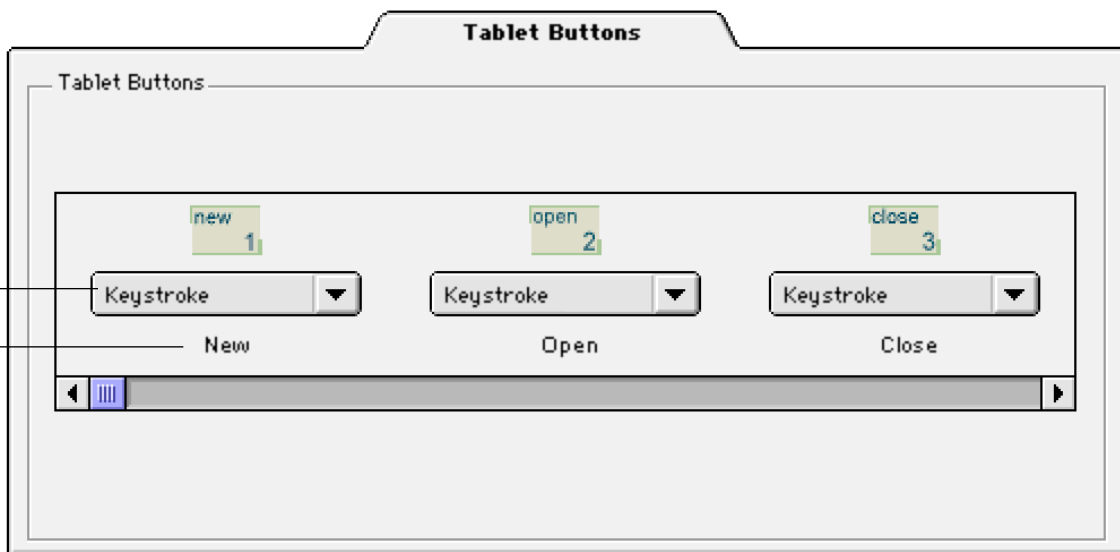 Tablet Buttons
Tablet Buttons
new open close
1 2 3
Keystroke Keystroke Keystroke
New Open Close